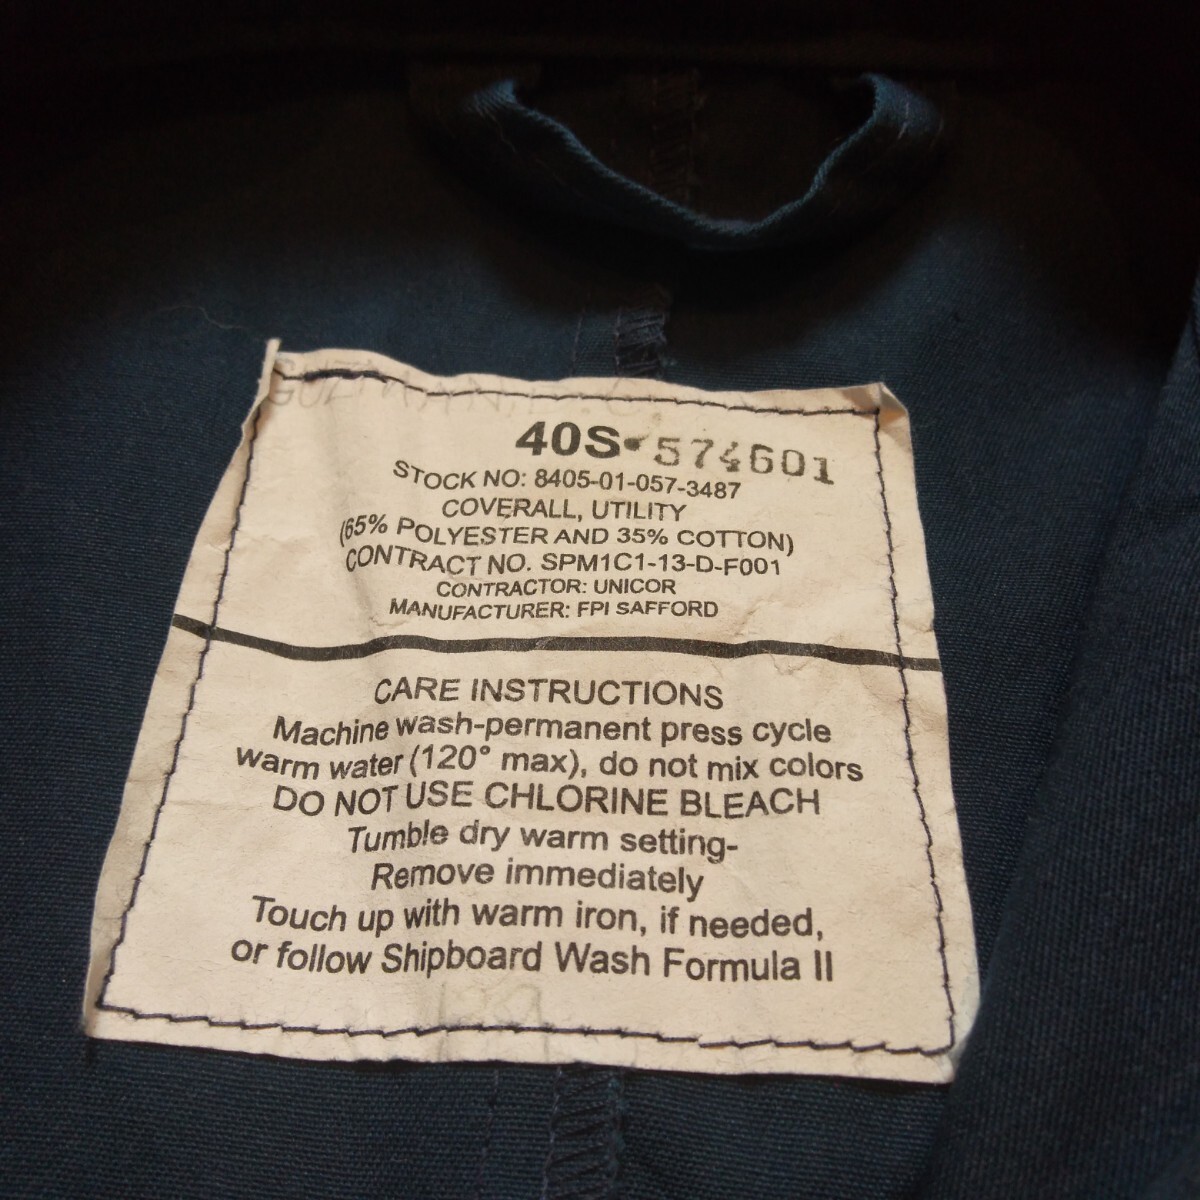 GUZMAN,
40S 574601
STOCK NO: 8405-01-057-3487
COVERALL, UTILITY
(65% POLYESTER AND 35% COTTON)
CONTRACT NO. SPM1C1-13-D-F001
CONTRACTOR: UNICOR
MANUFACTURER: FPI SAFFORD
CARE INSTRUCTIONS
Machine wash-permanent press cycle
warm water (120° max), do not mix colors
DO NOT USE CHLORINE BLEACH
Tumble dry warm setting-
Remove immediately
Touch up with warm iron, if needed,
or follow Shipboard Wash Formula II